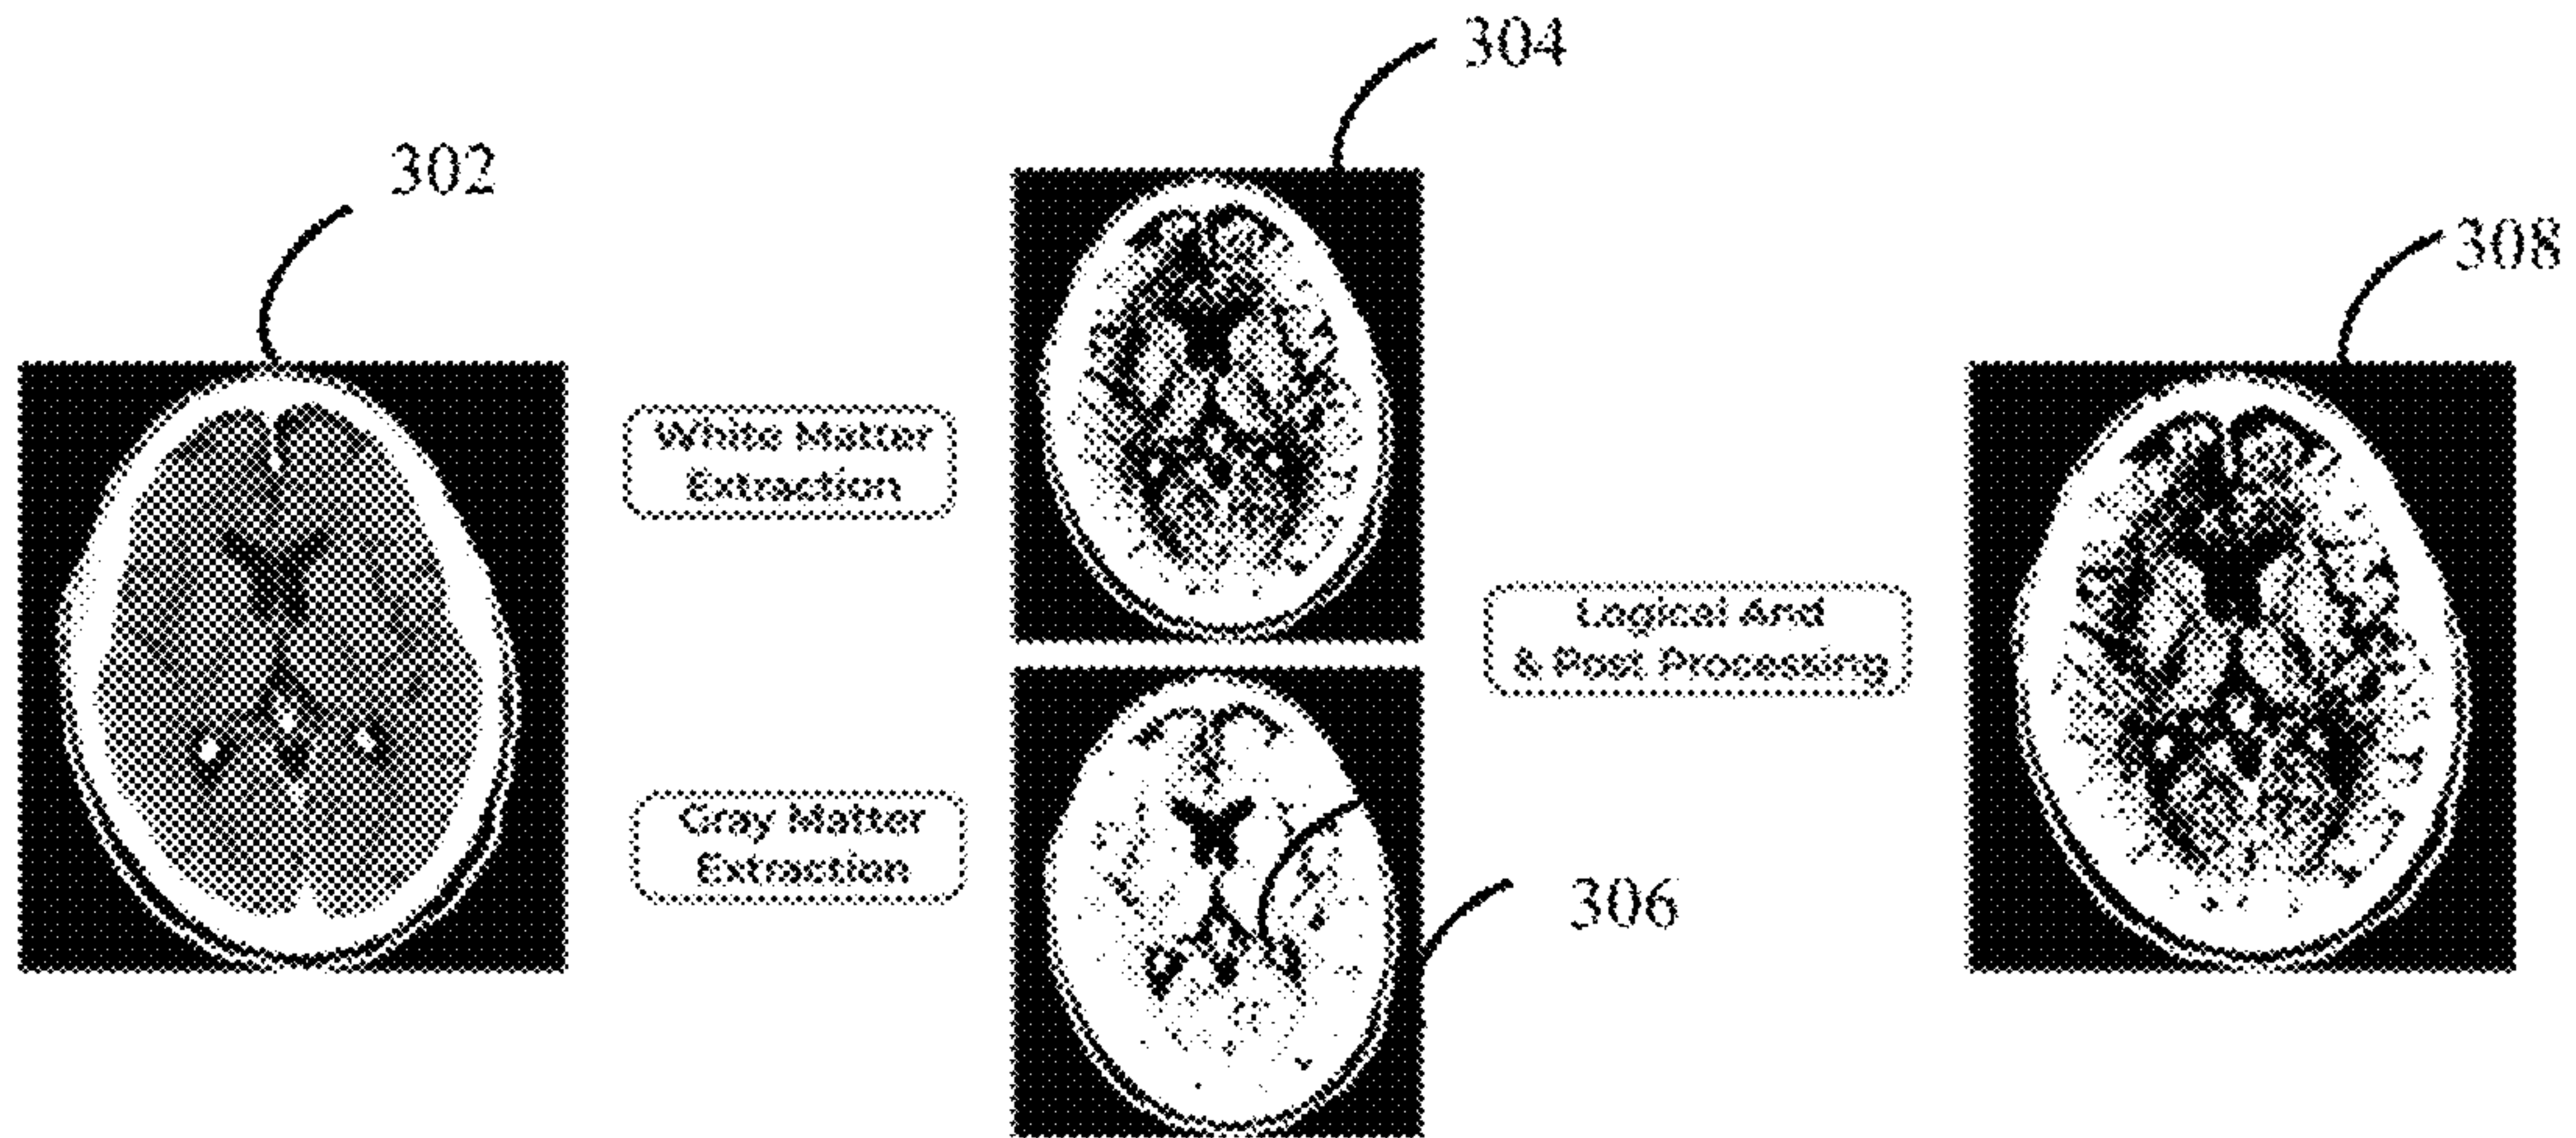 304
302
308
White Matter
Extraction
Logical And
& Post Processing
Gray Matter
Extraction
306